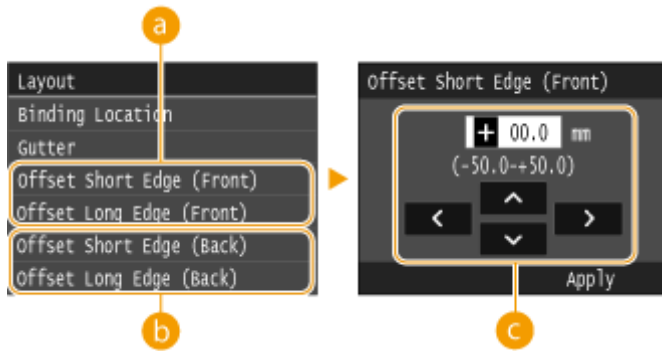 a
Layout
Binding Location
Gutter
Offset Short Edge (Front)
Offset Long Edge (Front)
Offset Short Edge (Back)
Offset Long Edge (Back)
b
Offset Short Edge (Front)
+ 00.0 mm
(-50.0-+50.0)
Apply
c